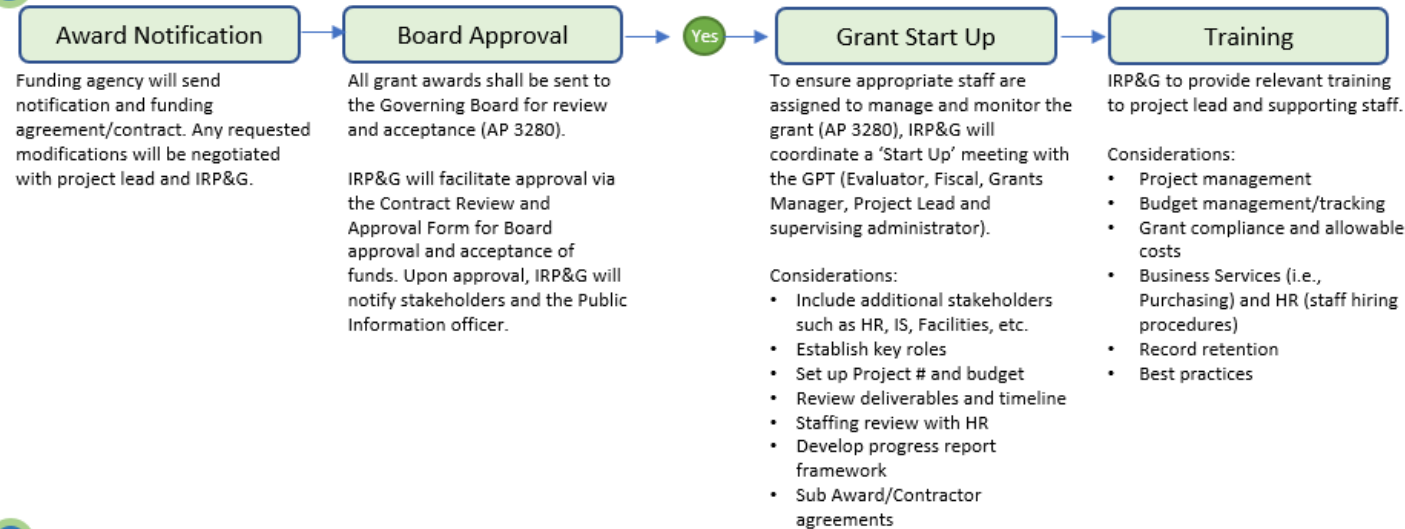 Award Notification
Funding agency will send
notification and funding
agreement/contract. Any requested
modifications will be negotiated
with project lead and IRP&G.
Board Approval
All grant awards shall be sent to
the Governing Board for review
and acceptance (AP 3280).
IRP&G will facilitate approval via
the Contract Review and
Approval Form for Board
approval and acceptance of
funds. Upon approval, IRP&G will
notify stakeholders and the Public
Information officer.
Yes
Grant Start Up
To ensure appropriate staff are
assigned to manage and monitor the
grant (AP 3280), IRP&G will
coordinate a ‘Start Up’ meeting with
the GPT (Evaluator, Fiscal, Grants
Manager, Project Lead and
supervising administrator).
Considerations:
• Include additional stakeholders
such as HR, IS, Facilities, etc.
• Establish key roles
• Set up Project # and budget
• Review deliverables and timeline
• Staffing review with HR
• Develop progress report
framework
• Sub Award/Contractor
agreements
Training
IRP&G to provide relevant training
to project lead and supporting staff.
Considerations:
• Project management
• Budget management/tracking
• Grant compliance and allowable
costs
• Business Services (i.e.,
Purchasing) and HR (staff hiring
procedures)
• Record retention
• Best practices